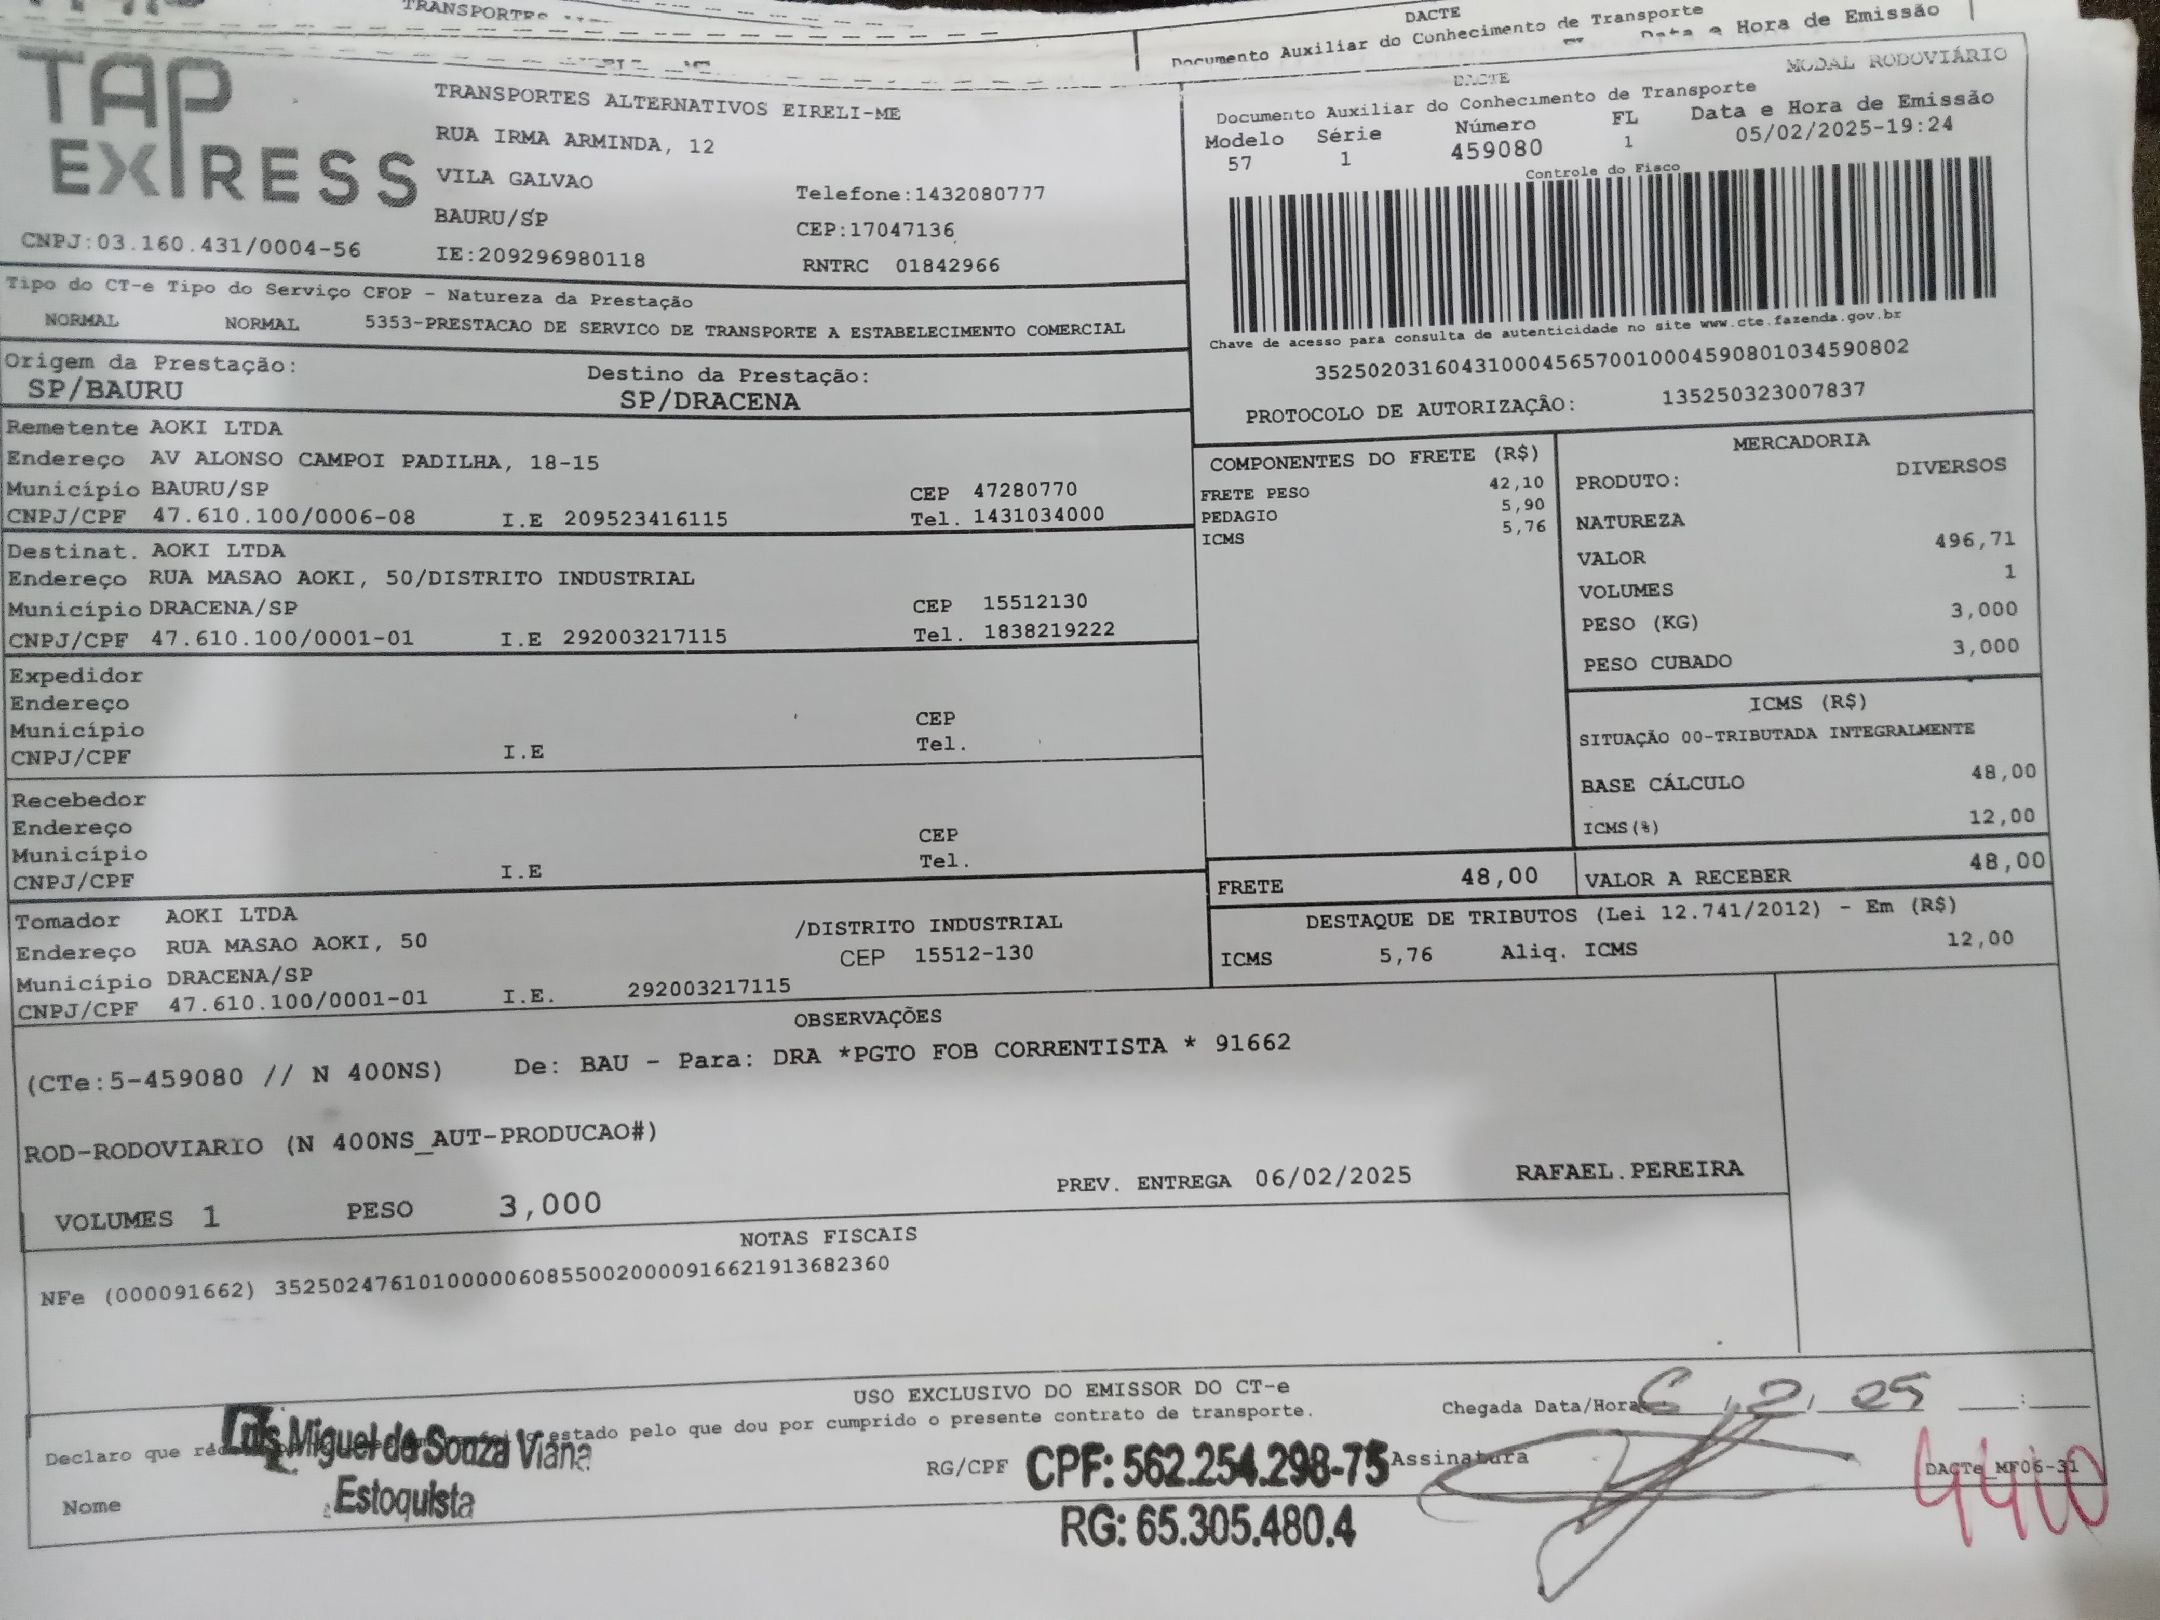 TRANSPORTES
DACTE
Documento Auxiliar do Conhecimento de Transporte
Data e Hora de Emissão
TAP
EXPRESS
CNPJ:03.160.431/0004-56
TRANSPORTES ALTERNATIVOS EIRELI-ME
RUA IRMA ARMINDA, 12
VILA GALVAO
Telefone:1432080777
BAURU/SP
CEP:17047136
IE:209296980118
RNTRC 01842966
MODAL RODOVIÁRIO
DACTE
Documento Auxiliar do Conhecimento de Transporte
Modelo Série Número FL Data e Hora de Emissão
57 1 459080 1 05/02/2025-19:24
Controle do Fisco
Chave de acesso para consulta de autenticidade no site www.cte.fazenda.gov.br
35250203160431000456570010004590801034590802
PROTOCOLO DE AUTORIZAÇÃO: 135250323007837
Tipo do CT-e Tipo do Serviço CFOP - Natureza da Prestação
NORMAL NORMAL 5353-PRESTACAO DE SERVICO DE TRANSPORTE A ESTABELECIMENTO COMERCIAL
Origem da Prestação: Destino da Prestação:
SP/BAURU SP/DRACENA
Remetente AOKI LTDA
Endereço AV ALONSO CAMPOI PADILHA, 18-15
Município BAURU/SP CEP 47280770
CNPJ/CPF 47.610.100/0006-08 I.E 209523416115 Tel. 1431034000
Destinat. AOKI LTDA
Endereço RUA MASAO AOKI, 50/DISTRITO INDUSTRIAL
Município DRACENA/SP CEP 15512130
CNPJ/CPF 47.610.100/0001-01 I.E 292003217115 Tel. 1838219222
Expedidor
Endereço
Município CEP
CNPJ/CPF I.E Tel.
Recebedor
Endereço
Município CEP
CNPJ/CPF I.E Tel.
Tomador AOKI LTDA
Endereço RUA MASAO AOKI, 50 /DISTRITO INDUSTRIAL
Município DRACENA/SP CEP 15512-130
CNPJ/CPF 47.610.100/0001-01 I.E. 292003217115
COMPONENTES DO FRETE (R$)
FRETE PESO 42,10
PEDAGIO 5,90
ICMS 5,76
MERCADORIA
PRODUTO: DIVERSOS
NATUREZA
VALOR 496,71
VOLUMES 1
PESO (KG) 3,000
PESO CUBADO 3,000
ICMS (R$)
SITUAÇÃO 00-TRIBUTADA INTEGRALMENTE
BASE CÁLCULO 48,00
ICMS(%) 12,00
FRETE 48,00 VALOR A RECEBER 48,00
DESTAQUE DE TRIBUTOS (Lei 12.741/2012) - Em (R$)
ICMS 5,76 Aliq. ICMS 12,00
OBSERVAÇÕES
(CTe:5-459080 // N 400NS) De: BAU - Para: DRA *PGTO FOB CORRENTISTA * 91662
ROD-RODOVIARIO (N 400NS_AUT-PRODUCAO#)
PREV. ENTREGA 06/02/2025 RAFAEL.PEREIRA
VOLUMES 1 PESO 3,000
NOTAS FISCAIS
NFe (000091662) 35250247610100000608550020000916621913682360
USO EXCLUSIVO DO EMISSOR DO CT-e
Declaro que estado pelo que dou por cumprido o presente contrato de transporte.
Chegada Data/Hora 6 , 2 , 25 :
Luis Miguel de Souza Viana
Estoquista
Nome
RG/CPF CPF: 562.254.298-75
RG: 65.305.480.4
Assinatura
DACTe_MF06-31